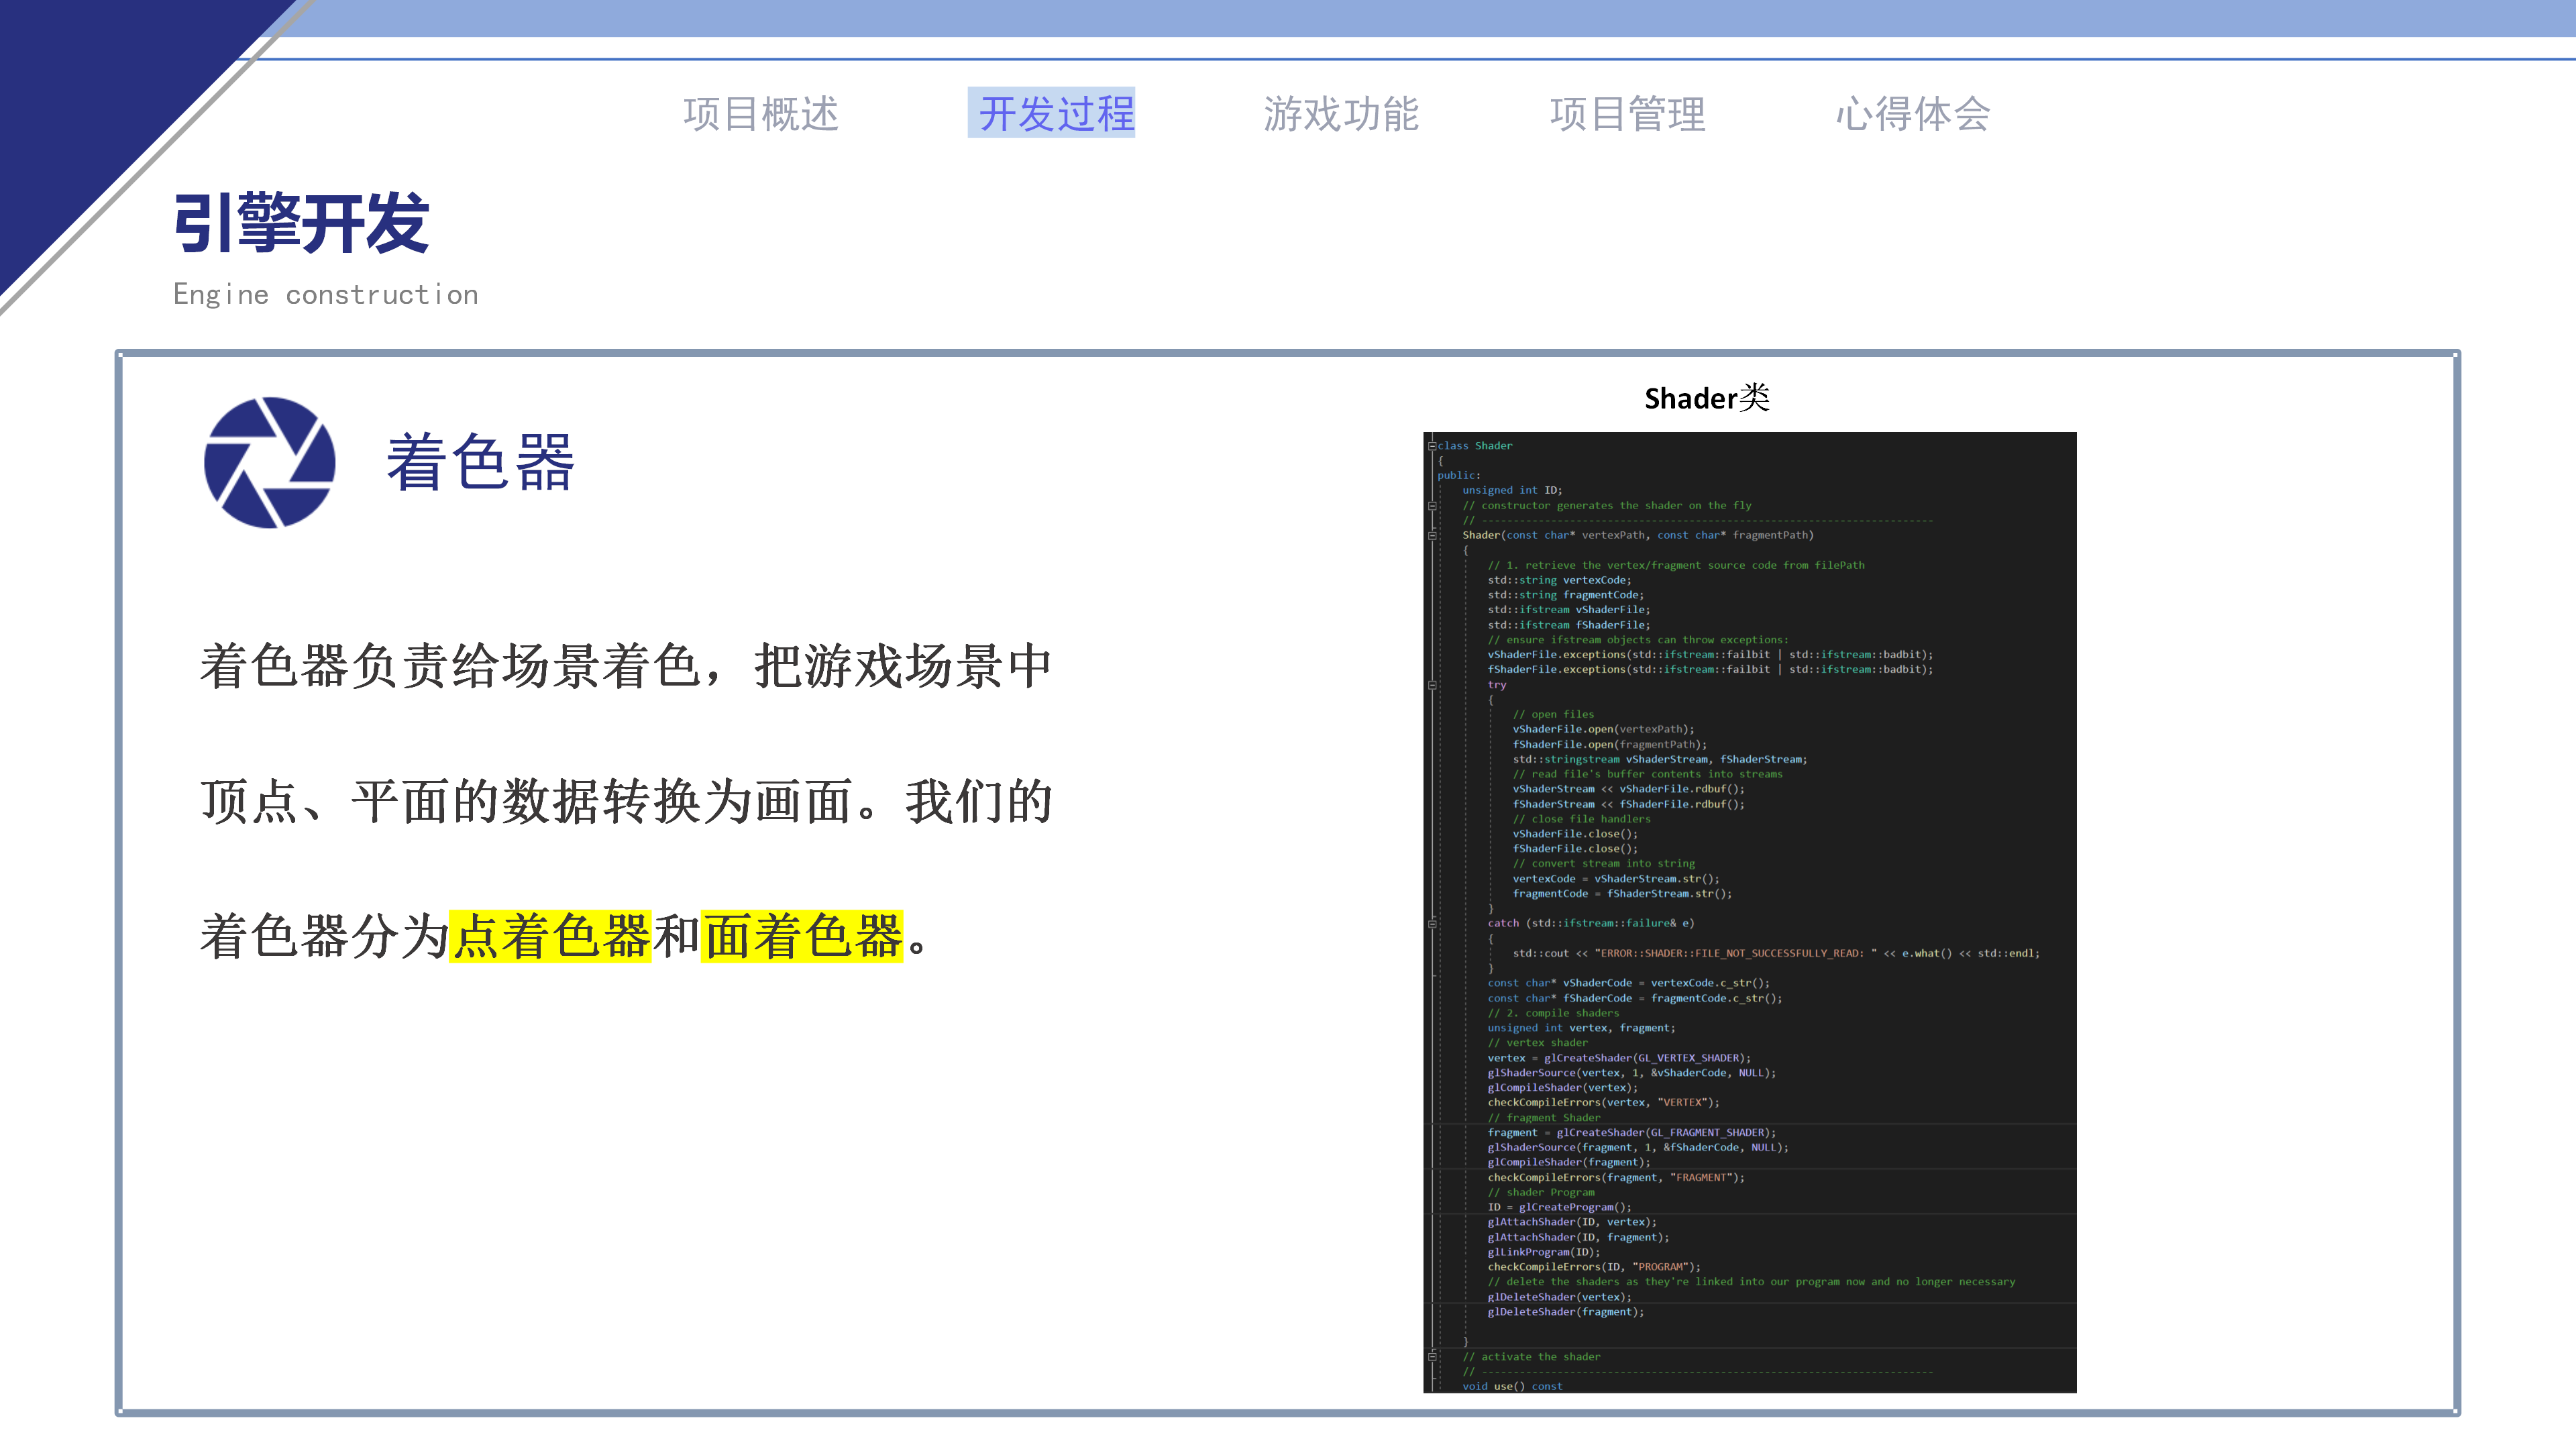 项目概述 开发过程 游戏功能 项目管理 心得体会
引擎开发
Engine construction
着色器
着色器负责给场景着色，把游戏场景中
顶点、平面的数据转换为画面。我们的
着色器分为点着色器和面着色器。
Shader类
class Shader
{
public:
unsigned int ID;
// constructor generates the shader on the fly
// ------------------------------------------------------------------------
Shader(const char* vertexPath, const char* fragmentPath)
{
// 1. retrieve the vertex/fragment source code from filePath
std::string vertexCode;
std::string fragmentCode;
std::ifstream vShaderFile;
std::ifstream fShaderFile;
// ensure ifstream objects can throw exceptions:
vShaderFile.exceptions(std::ifstream::failbit | std::ifstream::badbit);
fShaderFile.exceptions(std::ifstream::failbit | std::ifstream::badbit);
try
{
// open files
vShaderFile.open(vertexPath);
fShaderFile.open(fragmentPath);
std::stringstream vShaderStream, fShaderStream;
// read file's buffer contents into streams
vShaderStream << vShaderFile.rdbuf();
fShaderStream << fShaderFile.rdbuf();
// close file handlers
vShaderFile.close();
fShaderFile.close();
// convert stream into string
vertexCode = vShaderStream.str();
fragmentCode = fShaderStream.str();
}
catch (std::ifstream::failure& e)
{
std::cout << "ERROR::SHADER::FILE_NOT_SUCCESSFULLY_READ: " << e.what() << std::endl;
}
const char* vShaderCode = vertexCode.c_str();
const char* fShaderCode = fragmentCode.c_str();
// 2. compile shaders
unsigned int vertex, fragment;
// vertex shader
vertex = glCreateShader(GL_VERTEX_SHADER);
glShaderSource(vertex, 1, &vShaderCode, NULL);
glCompileShader(vertex);
checkCompileErrors(vertex, "VERTEX");
// fragment Shader
fragment = glCreateShader(GL_FRAGMENT_SHADER);
glShaderSource(fragment, 1, &fShaderCode, NULL);
glCompileShader(fragment);
checkCompileErrors(fragment, "FRAGMENT");
// shader Program
ID = glCreateProgram();
glAttachShader(ID, vertex);
glAttachShader(ID, fragment);
glLinkProgram(ID);
checkCompileErrors(ID, "PROGRAM");
// delete the shaders as they're linked into our program now and no longer necessary
glDeleteShader(vertex);
glDeleteShader(fragment);
}
// activate the shader
// ------------------------------------------------------------------------
void use() const